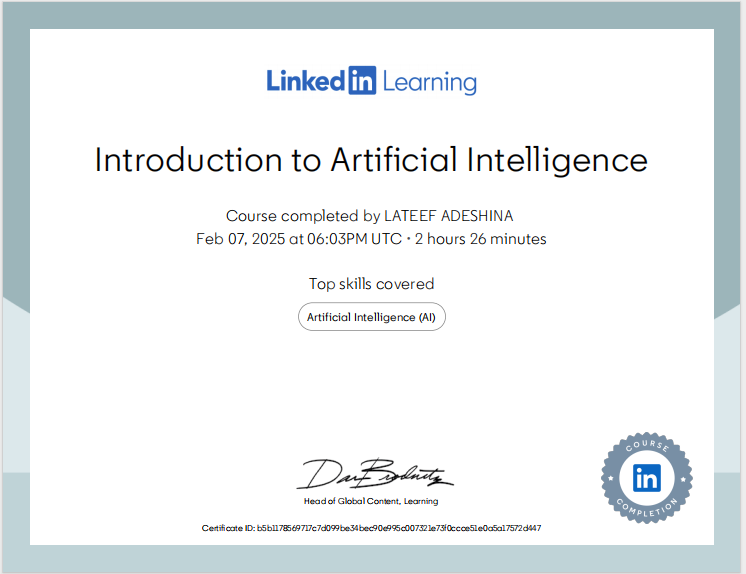 Linked in Learning
Introduction to Artificial Intelligence
Course completed by LATEEF ADESHINA
Feb 07, 2025 at 06:03PM UTC • 2 hours 26 minutes
Top skills covered
Artificial Intelligence (AI)
Head of Global Content, Learning
Certificate ID: b5b1178569717c7d099be34bec90e995c007321e73f0ccce51e0a5a17572d447
COURSE
in
COMPLETION